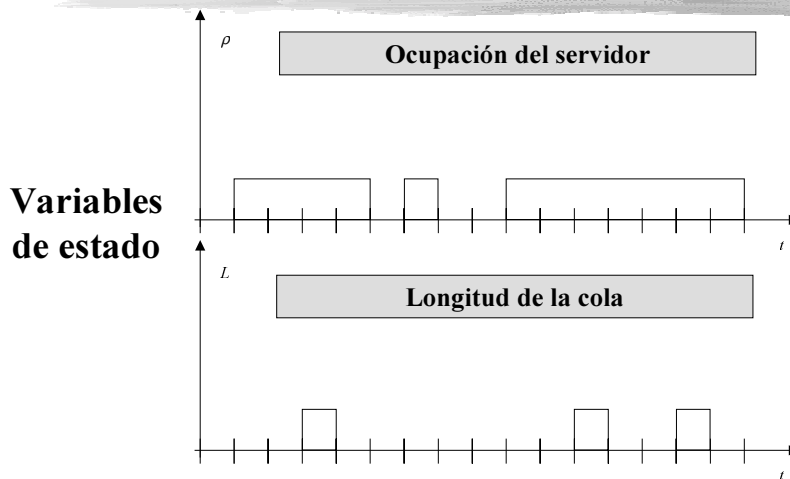 ρ
Ocupación del servidor
Variables
de estado
t
L
Longitud de la cola
t